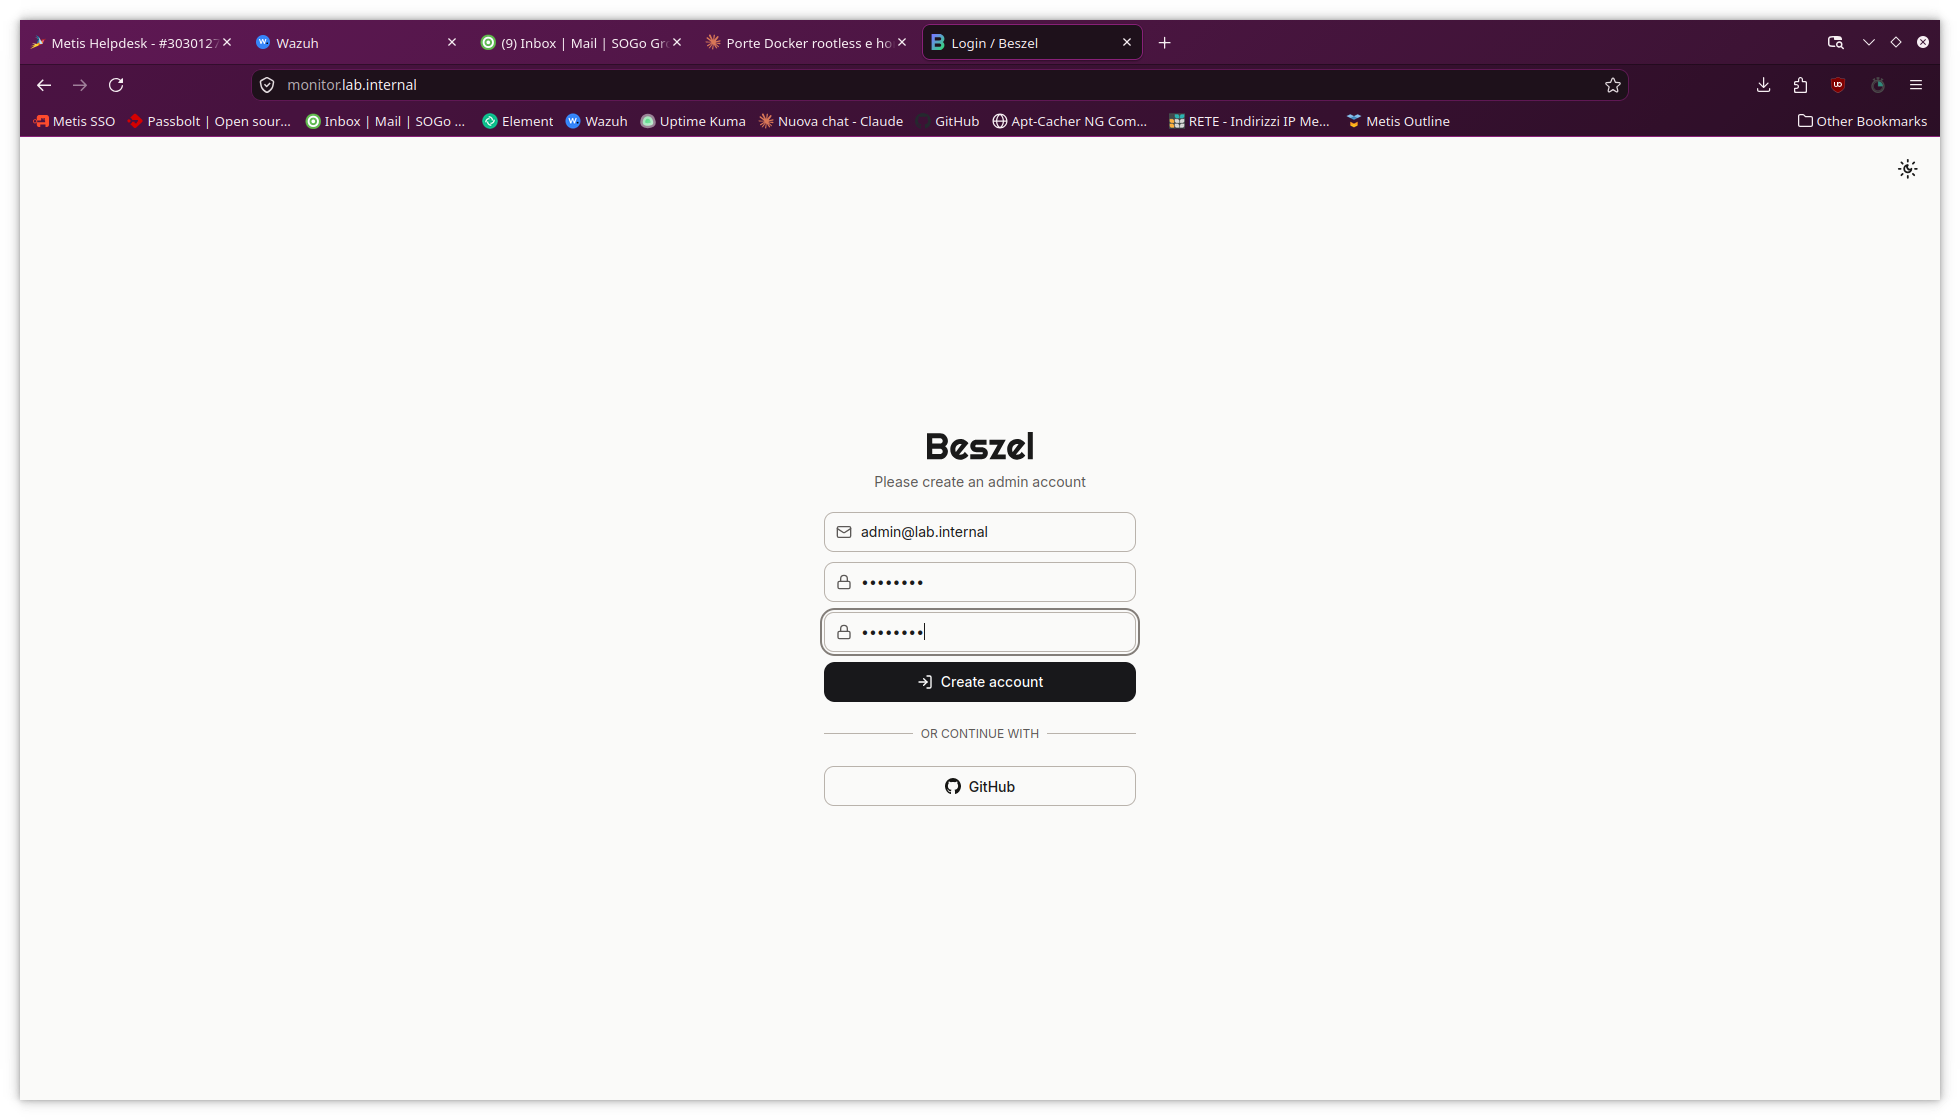 Metis Helpdesk - #3030127
Wazuh
(9) Inbox | Mail | SOGo Gro
Porte Docker rootless e ho
Login / Beszel
monitor.lab.internal
Metis SSO
Passbolt | Open sour...
Inbox | Mail | SOGo ...
Element
Wazuh
Uptime Kuma
Nuova chat - Claude
GitHub
Apt-Cacher NG Com...
RETE - Indirizzi IP Me...
Metis Outline
Other Bookmarks
Beszel
Please create an admin account
admin@lab.internal
••••••••
••••••••
Create account
OR CONTINUE WITH
GitHub